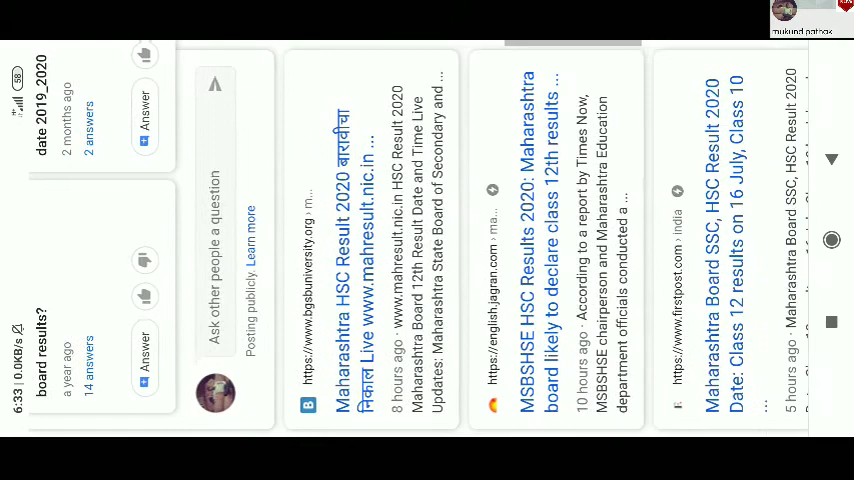 mukund pathak
6:33 | 0.0KB/s
58
board results?
a year ago
14 answers
Answer
date 2019_2020
2 months ago
2 answers
Answer
Ask other people a question
Posting publicly. Learn more
https://www.bgsbuniversity.org › m...
Maharashtra HSC Result 2020 बारावीचा
निकाल Live www.mahresult.nic.in ...
8 hours ago · www.mahresult.nic.in HSC Result 2020
Maharashtra Board 12th Result Date and Time Live
Updates: Maharashtra State Board of Secondary and ...
https://english.jagran.com › ma...
MSBSHSE HSC Results 2020: Maharashtra
board likely to declare class 12th results ...
10 hours ago · According to a report by Times Now,
MSBSHSE chairperson and Maharashtra Education
department officials conducted a ...
https://www.firstpost.com › india
Maharashtra Board SSC, HSC Result 2020
Date: Class 12 results on 16 July, Class 10
...
5 hours ago · Maharashtra Board SSC, HSC Result 2020